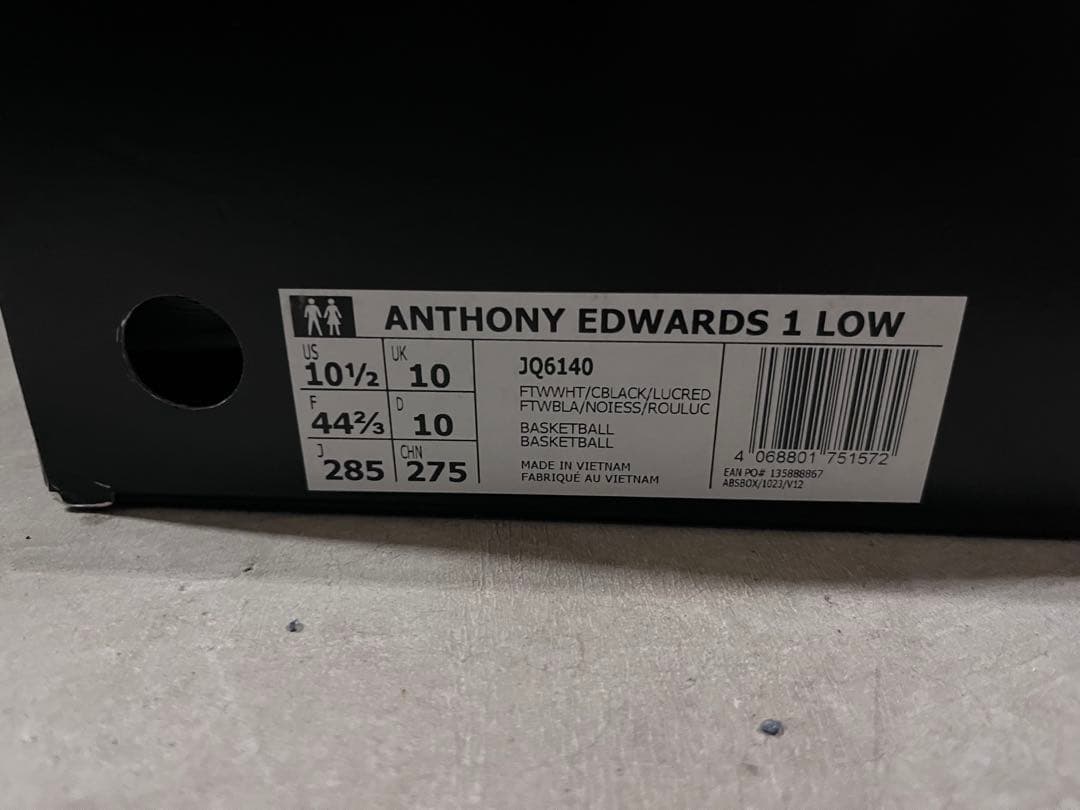 ANTHONY EDWARDS 1 LOW
US 10½ UK 10
F 44⅔ D 10
J 285 CHN 275
JQ6140
FTWWHT/CBLACK/LUCRED
FTWBLA/NOIESS/ROULUC
BASKETBALL
BASKETBALL
MADE IN VIETNAM
FABRIQUÉ AU VIETNAM
4 068801 751572
EAN PO# 135888867
ABSBOX/1023/V12